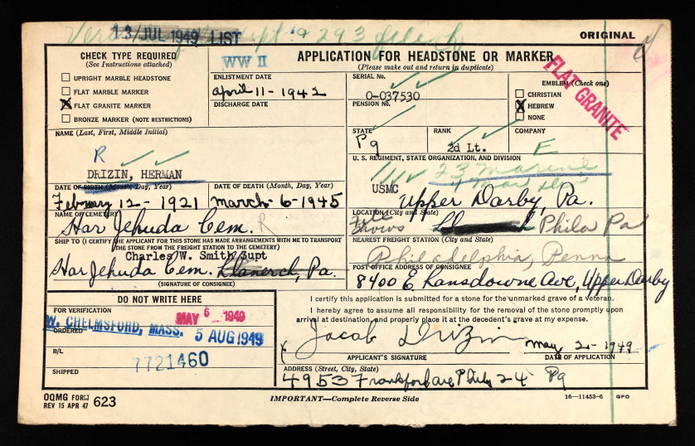 13/JUL 1949 LIST
ORIGINAL
CHECK TYPE REQUIRED
(See Instructions attached)
UPRIGHT MARBLE HEADSTONE
FLAT MARBLE MARKER
X FLAT GRANITE MARKER
BRONZE MARKER (NOTE RESTRICTIONS)
WW II
ENLISTMENT DATE
April-11-1942
DISCHARGE DATE
APPLICATION FOR HEADSTONE OR MARKER
(Please make out and return in duplicate)
SERIAL No.
O-037530
PENSION No.
EMBLEM (Check one)
CHRISTIAN
X HEBREW
NONE
FLAT GRANITE
NAME (Last, First, Middle Initial)
R
DRIZIN, HERMAN
STATE
Pa
RANK
2d Lt.
COMPANY
E
U. S. REGIMENT, STATE ORGANIZATION, AND DIVISION
23 Marine
USMC
DATE OF BIRTH (Month, Day, Year)
February 12-1921
DATE OF DEATH (Month, Day, Year)
March-6-1945
Upper Darby, Pa.
NAME OF CEMETERY
Har Jehuda Cem. R
LOCATION (City and State)
File Shows
Phila Pa
SHIP TO (I CERTIFY THE APPLICANT FOR THIS STONE HAS MADE ARRANGEMENTS WITH ME TO TRANSPORT
THE STONE FROM THE FREIGHT STATION TO THE CEMETERY)
Charles W. Smith, Supt
Har Jehuda Cem. Llanerch, Pa.
(SIGNATURE OF CONSIGNEE)
NEAREST FREIGHT STATION (City and State)
Philadelphia, Penna
POST OFFICE ADDRESS OF CONSIGNEE
8400 E Lansdowne Ave, Upper Darby
DO NOT WRITE HERE
FOR VERIFICATION
MAY 6 1949
ORDERED
W. CHELMSFORD, MASS. 5 AUG 1949
B/L
7721460
SHIPPED
I certify this application is submitted for a stone for the unmarked grave of a veteran.
I hereby agree to assume all responsibility for the removal of the stone promptly upon
arrival at destination, and properly place it at the decedent's grave at my expense.
x Jacob Drizin
May 2-1949
APPLICANT'S SIGNATURE
DATE OF APPLICATION
ADDRESS (Street, City, State)
4953 Frankford ave Phily 24 Pa
OQMG FORM
REV 15 APR 47 623
IMPORTANT—Complete Reverse Side
16—11453-6 GPO